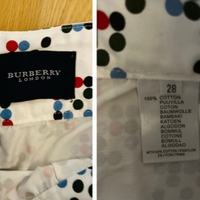 BURBERRY
LONDON
28
100% COTTON
PUUVILLA
COTON
BAUMWOLLE
BAMBAKI
KATOEN
ALGODON
BOMULL
COTONE
BOMULD
ALGODAO